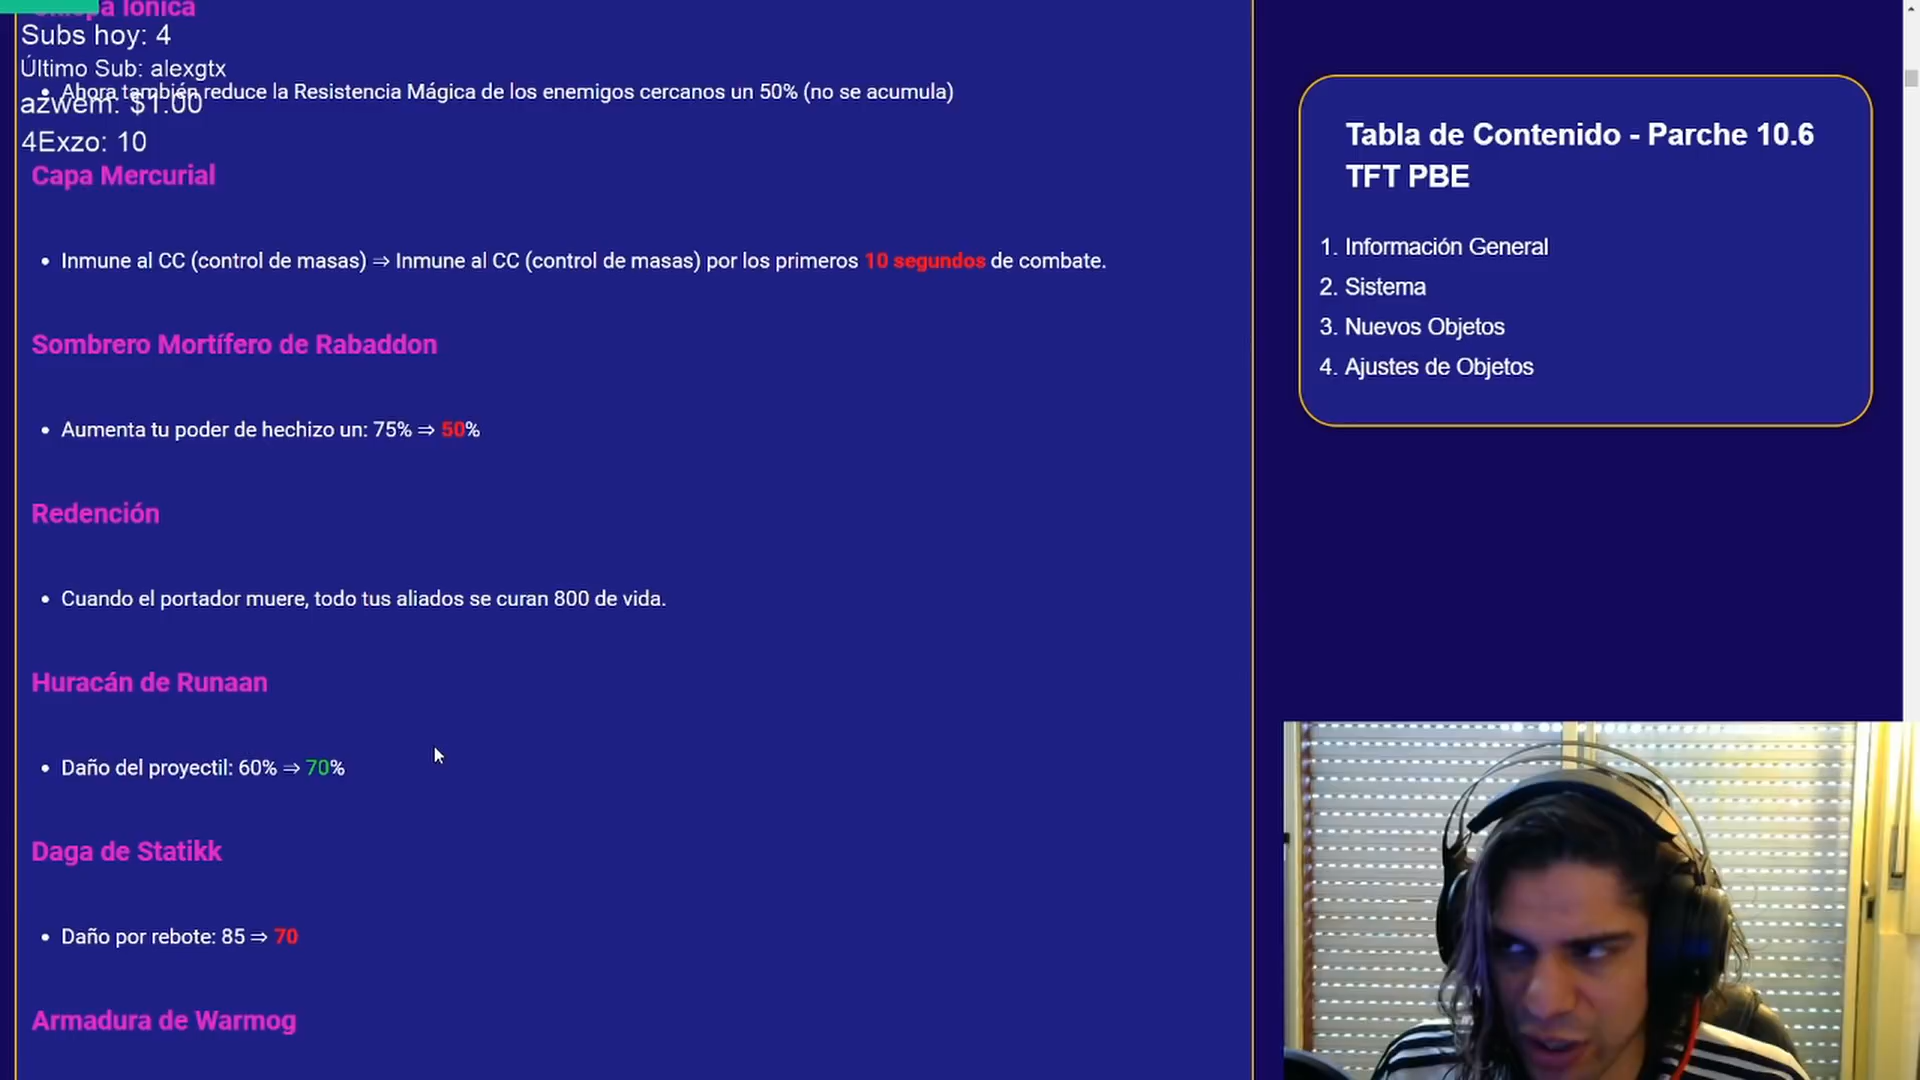 Chispa Iónica
Subs hoy: 4
Último Sub: alexgtx
• Ahora también reduce la Resistencia Mágica de los enemigos cercanos un 50% (no se acumula)
azwem: $1.00
4Exzo: 10
Capa Mercurial
• Inmune al CC (control de masas) ⇒ Inmune al CC (control de masas) por los primeros 10 segundos de combate.
Sombrero Mortífero de Rabaddon
• Aumenta tu poder de hechizo un: 75% ⇒ 50%
Redención
• Cuando el portador muere, todo tus aliados se curan 800 de vida.
Huracán de Runaan
• Daño del proyectil: 60% ⇒ 70%
Daga de Statikk
• Daño por rebote: 85 ⇒ 70
Armadura de Warmog
Tabla de Contenido - Parche 10.6
TFT PBE
1. Información General
2. Sistema
3. Nuevos Objetos
4. Ajustes de Objetos